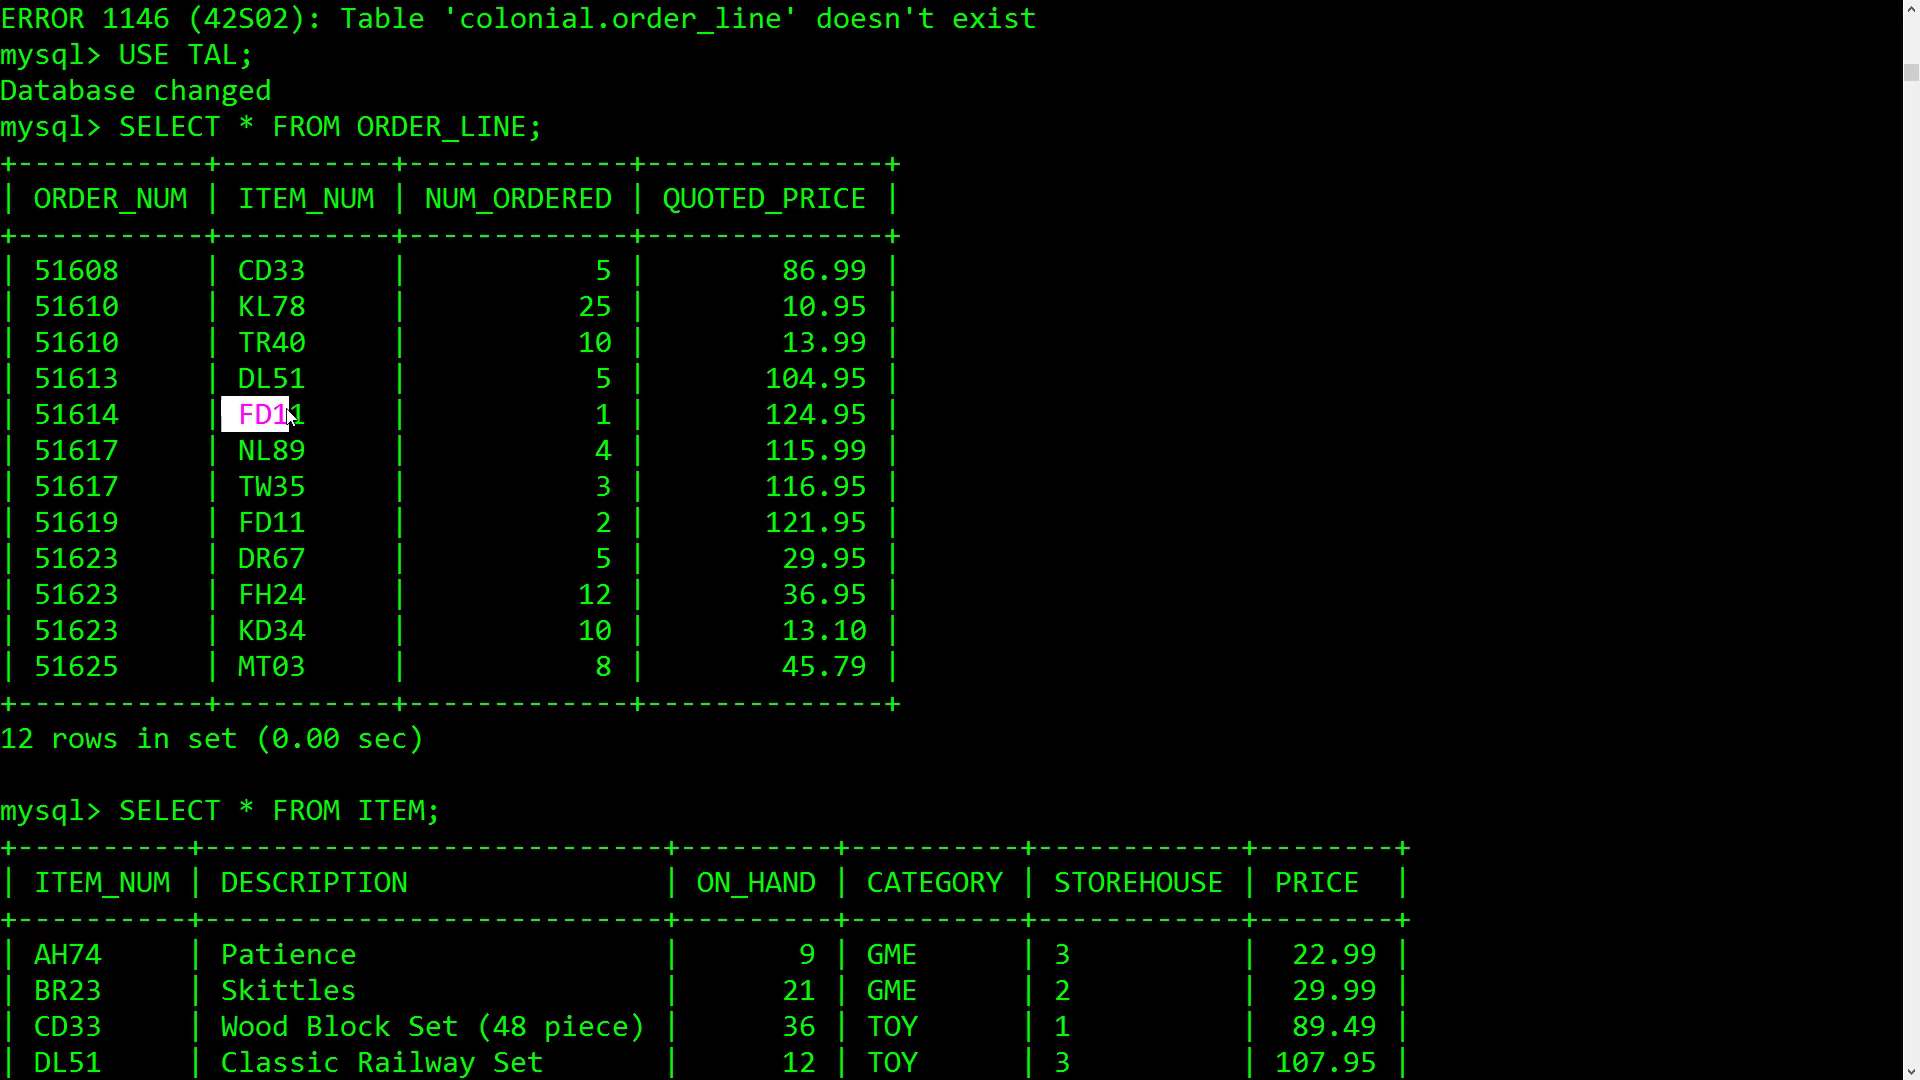 ERROR 1146 (42S02): Table 'colonial.order_line' doesn't exist
mysql> USE TAL;
Database changed
mysql> SELECT * FROM ORDER_LINE;
+-----------+----------+-------------+--------------+
| ORDER_NUM | ITEM_NUM | NUM_ORDERED | QUOTED_PRICE |
+-----------+----------+-------------+--------------+
| 51608     | CD33     |           5 |        86.99 |
| 51610     | KL78     |          25 |        10.95 |
| 51610     | TR40     |          10 |        13.99 |
| 51613     | DL51     |           5 |       104.95 |
| 51614     | FD11     |           1 |       124.95 |
| 51617     | NL89     |           4 |       115.99 |
| 51617     | TW35     |           3 |       116.95 |
| 51619     | FD11     |           2 |       121.95 |
| 51623     | DR67     |           5 |        29.95 |
| 51623     | FH24     |          12 |        36.95 |
| 51623     | KD34     |          10 |        13.10 |
| 51625     | MT03     |           8 |        45.79 |
+-----------+----------+-------------+--------------+
12 rows in set (0.00 sec)
mysql> SELECT * FROM ITEM;
+----------+---------------------------+---------+----------+------------+--------+
| ITEM_NUM | DESCRIPTION               | ON_HAND | CATEGORY | STOREHOUSE | PRICE  |
+----------+---------------------------+---------+----------+------------+--------+
| AH74     | Patience                  |       9 | GME      | 3          |  22.99 |
| BR23     | Skittles                  |      21 | GME      | 2          |  29.99 |
| CD33     | Wood Block Set (48 piece) |      36 | TOY      | 1          |  89.49 |
| DL51     | Classic Railway Set       |      12 | TOY      | 3          | 107.95 |